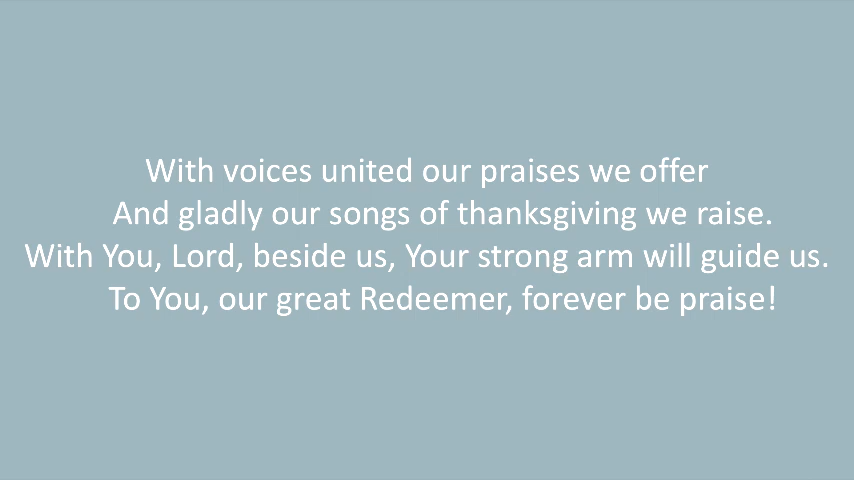 With voices united our praises we offer
And gladly our songs of thanksgiving we raise.
With You, Lord, beside us, Your strong arm will guide us.
To You, our great Redeemer, forever be praise!